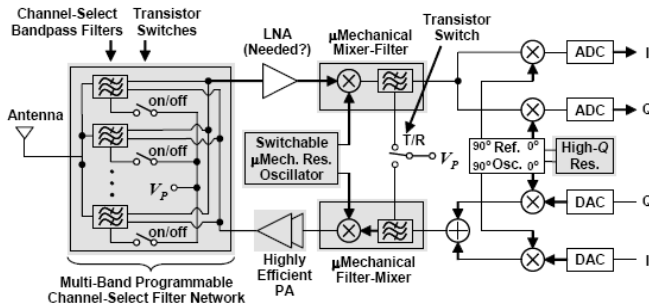 Channel-Select
Bandpass Filters
Transistor
Switches
LNA
(Needed?)
µMechanical
Mixer-Filter
Transistor
Switch
ADC
I
ADC
Q
Antenna
on/off
on/off
V_P
on/off
Switchable
µMech. Res.
Oscillator
T/R
V_P
90° Ref. 0°
90° Osc. 0°
High-Q
Res.
DAC
Q
DAC
I
Highly
Efficient
PA
µMechanical
Filter-Mixer
Multi-Band Programmable
Channel-Select Filter Network